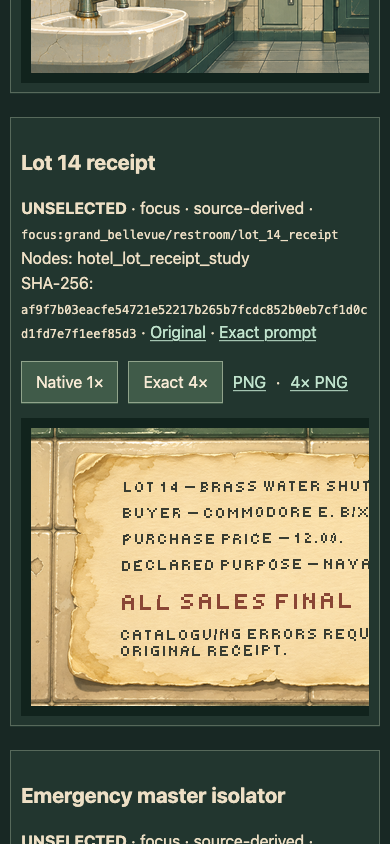 Lot 14 receipt
UNSELECTED · focus · source-derived ·
focus:grand_bellevue/restroom/lot_14_receipt
Nodes: hotel_lot_receipt_study
SHA-256:
af9f7b03eacfe54721e52217b265b7fcdc852b0eb7cf1d0c
d1fd7e7f1eef85d3 · Original · Exact prompt
Native 1× Exact 4× PNG · 4× PNG
LOT 14 – BRASS WATER SHUT
BUYER – COMMODORE E. BIX
PURCHASE PRICE – 12.00.
DECLARED PURPOSE – NAVA
ALL SALES FINAL
CATALOGUING ERRORS REQU
ORIGINAL RECEIPT.
Emergency master isolator
UNSELECTED · focus · source-derived ·